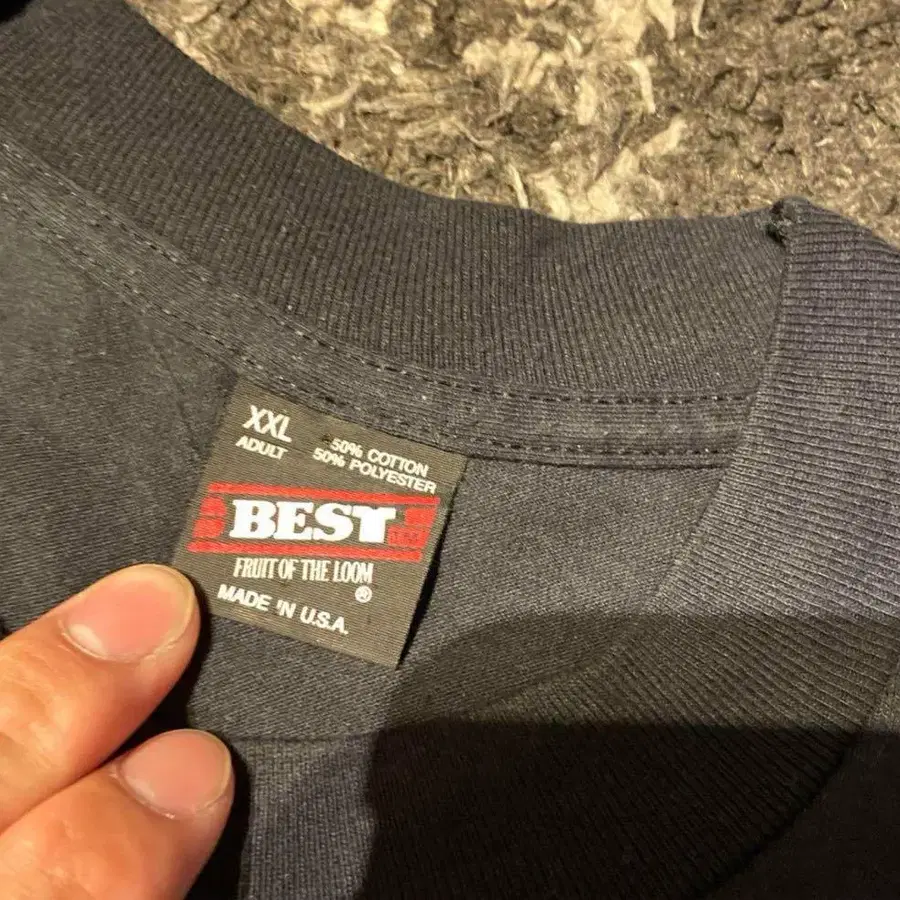 XXL
ADULT
50% COTTON
50% POLYESTER
BEST
FRUIT OF THE LOOM
®
MADE IN U.S.A.